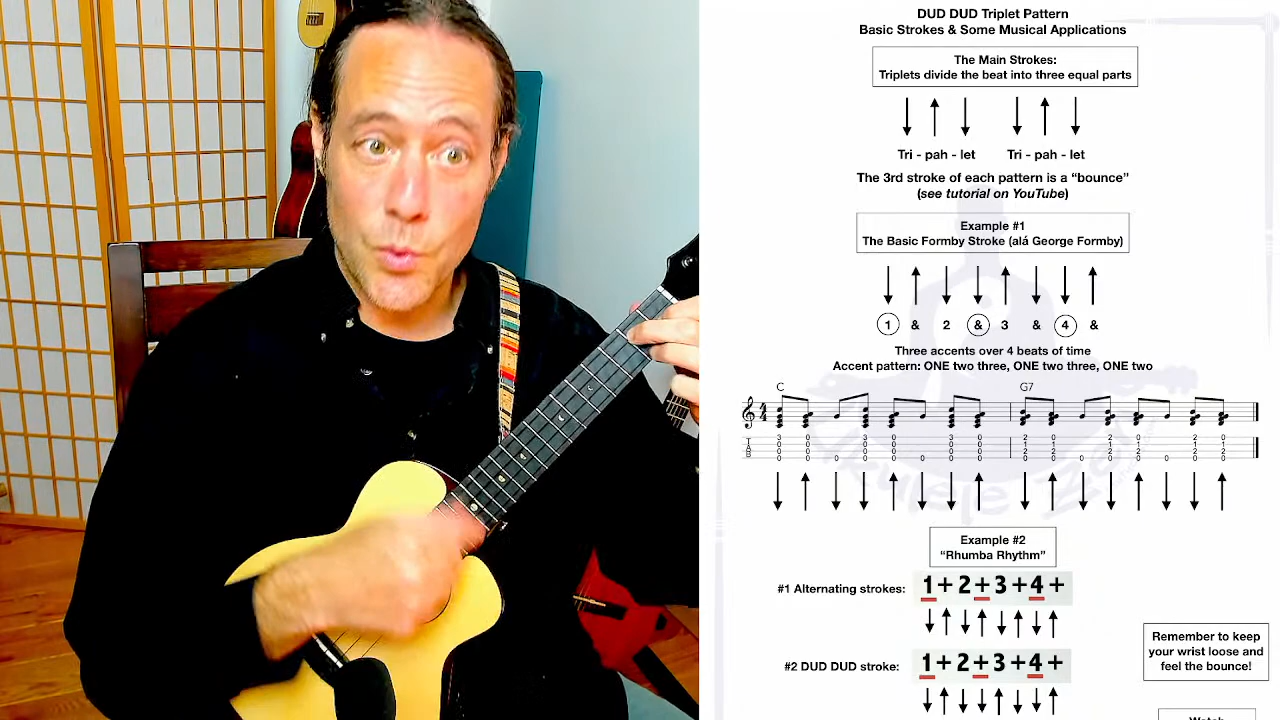 DUD DUD Triplet Pattern
Basic Strokes & Some Musical Applications
The Main Strokes:
Triplets divide the beat into three equal parts
Tri - pah - let Tri - pah - let
The 3rd stroke of each pattern is a “bounce”
(see tutorial on YouTube)
Example #1
The Basic Formby Stroke (alá George Formby)
1 & 2 & 3 & 4 &
Three accents over 4 beats of time
Accent pattern: ONE two three, ONE two three, ONE two
C G7
Example #2
“Rhumba Rhythm”
#1 Alternating strokes: 1 + 2 + 3 + 4 +
#2 DUD DUD stroke: 1 + 2 + 3 + 4 +
Remember to keep
your wrist loose and
feel the bounce!